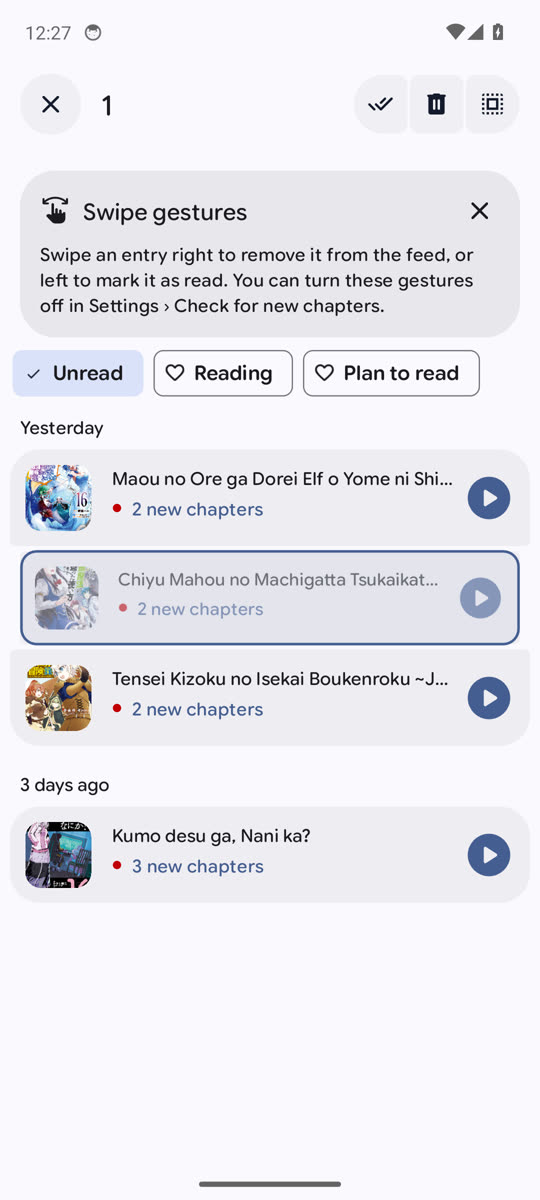 12:27
1
Swipe gestures
Swipe an entry right to remove it from the feed, or
left to mark it as read. You can turn these gestures
off in Settings › Check for new chapters.
Unread
Reading
Plan to read
Yesterday
Maou no Ore ga Dorei Elf o Yome ni Shi...
2 new chapters
Chiyu Mahou no Machigatta Tsukaikat...
2 new chapters
Tensei Kizoku no Isekai Boukenroku ~J...
2 new chapters
3 days ago
Kumo desu ga, Nani ka?
3 new chapters